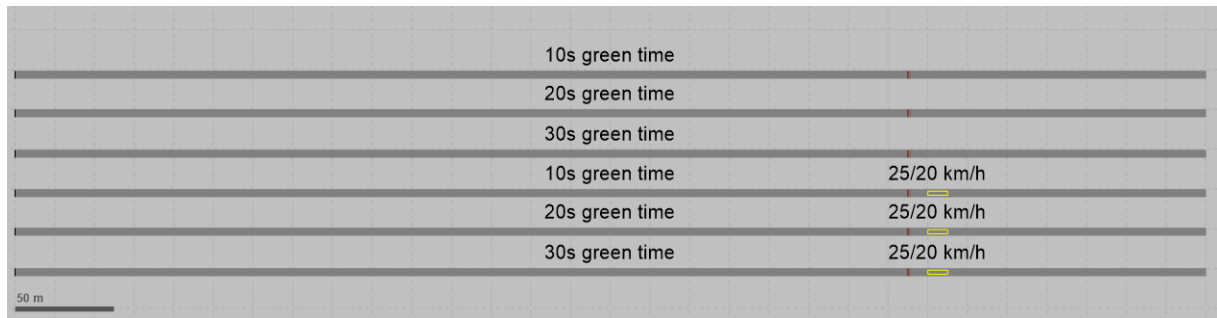 10s green time
20s green time
30s green time
10s green time 25/20 km/h
20s green time 25/20 km/h
30s green time 25/20 km/h
50 m